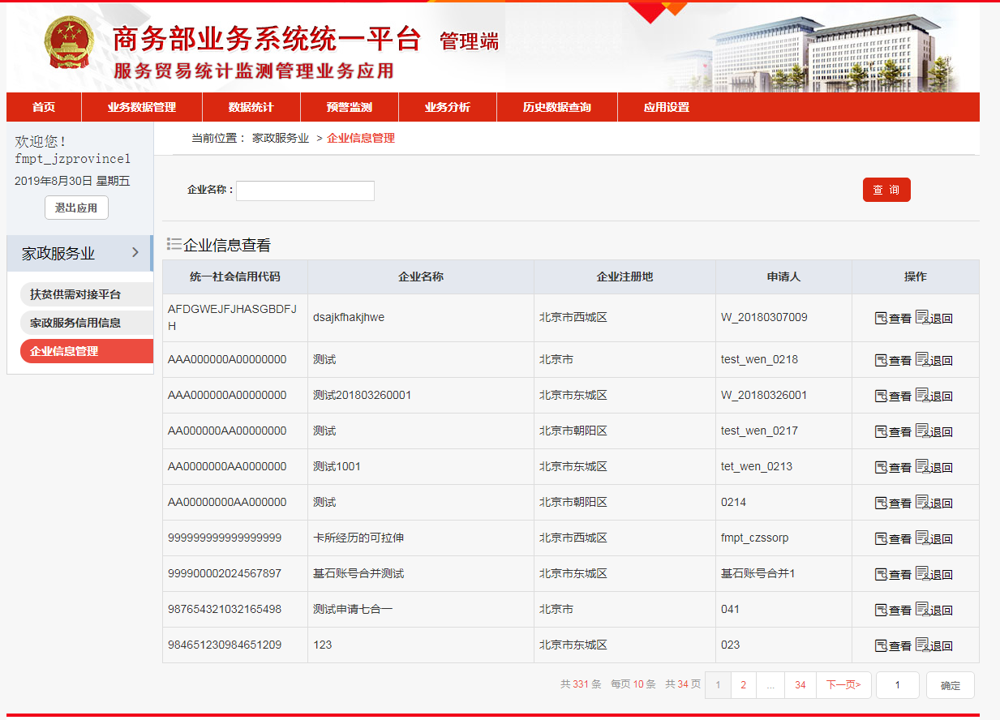 商务部业务系统统一平台 管理端
服务贸易统计监测管理业务应用
首页 业务数据管理 数据统计 预警监测 业务分析 历史数据查询 应用设置
欢迎您！
fmpt_jzprovince1
2019年8月30日 星期五
退出应用
家政服务业
扶贫供需对接平台
家政服务信用信息
企业信息管理
当前位置： 家政服务业 > 企业信息管理
企业名称： 查 询
企业信息查看
统一社会信用代码 企业名称 企业注册地 申请人 操作
AFDGWEJFJHASGBDFJ
H dsajkfhakjhwe 北京市西城区 W_20180307009 查看 退回
AAA000000A00000000 测试 北京市 test_wen_0218 查看 退回
AAA000000A00000000 测试201803260001 北京市东城区 W_20180326001 查看 退回
AA000000AA00000000 测试 北京市朝阳区 test_wen_0217 查看 退回
AA0000000AA0000000 测试1001 北京市东城区 tet_wen_0213 查看 退回
AA00000000AA000000 测试 北京市朝阳区 0214 查看 退回
999999999999999999 卡所经历的可拉伸 北京市西城区 fmpt_czssorp 查看 退回
999900002024567897 基石账号合并测试 北京市东城区 基石账号合并1 查看 退回
987654321032165498 测试申请七合一 北京市 041 查看 退回
984651230984651209 123 北京市东城区 023 查看 退回
共 331 条 每页 10 条 共 34 页 1 2 ... 34 下一页> 1 确定